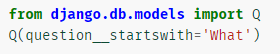 from django.db.models import Q
Q(question__startswith='What')